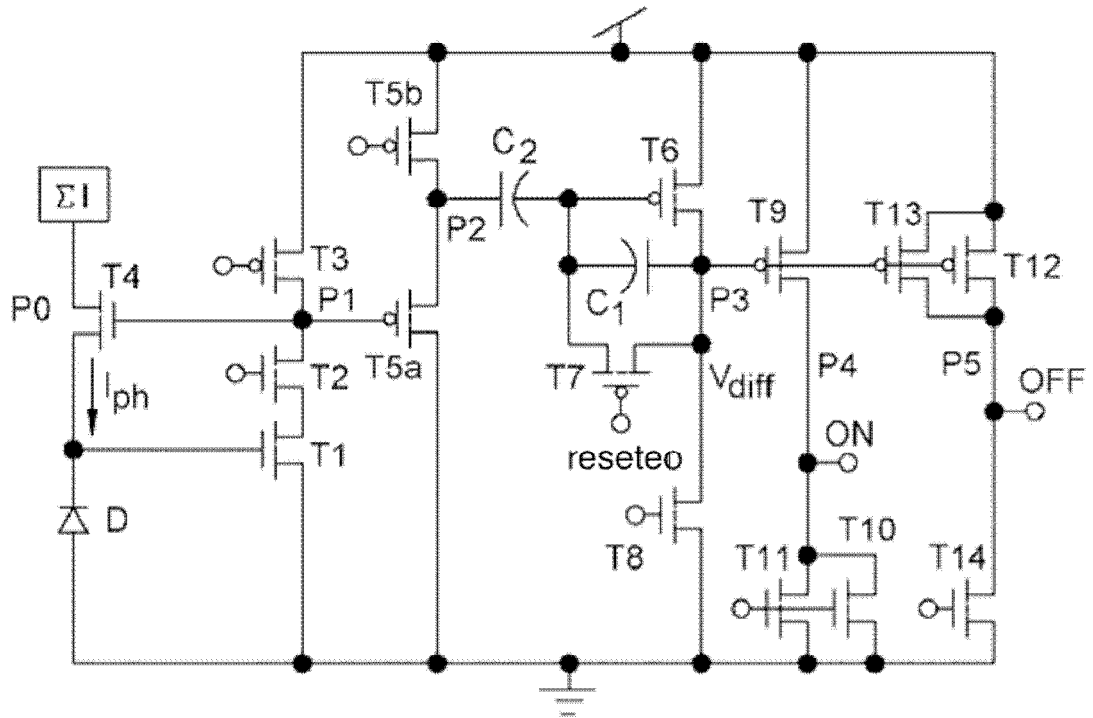 T5b
C2
T6
ΣI
T9
T13
P2
T4
T3
T12
P0
P1
C1
P3
T5a
T2
T7
Vdiff
P4
P5
Iph
OFF
T1
ON
reseteo
D
T10
T8
T11
T14